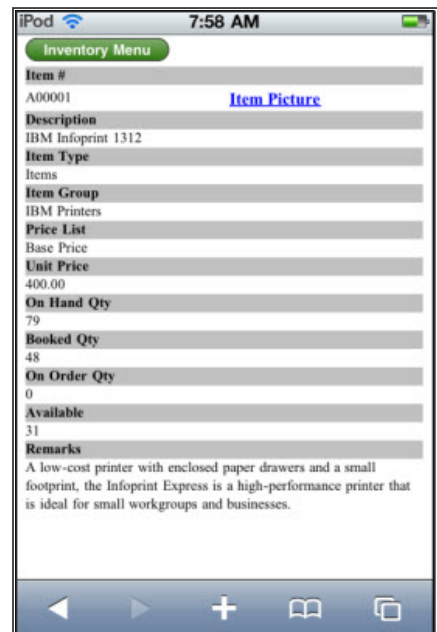 iPod 7:58 AM
Inventory Menu
Item #
A00001 Item Picture
Description
IBM Infoprint 1312
Item Type
Items
Item Group
IBM Printers
Price List
Base Price
Unit Price
400.00
On Hand Qty
79
Booked Qty
48
On Order Qty
0
Available
31
Remarks
A low-cost printer with enclosed paper drawers and a small
footprint, the Infoprint Express is a high-performance printer that
is ideal for small workgroups and businesses.